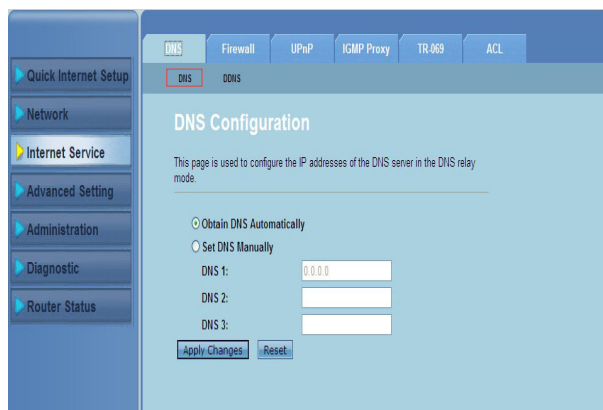 DNS Firewall UPnP IGMP Proxy TR-069 ACL
DNS DDNS
Quick Internet Setup
Network
Internet Service
Advanced Setting
Administration
Diagnostic
Router Status
DNS Configuration
This page is used to configure the IP addresses of the DNS server in the DNS relay
mode.
Obtain DNS Automatically
Set DNS Manually
DNS 1: 0.0.0.0
DNS 2:
DNS 3:
Apply Changes Reset